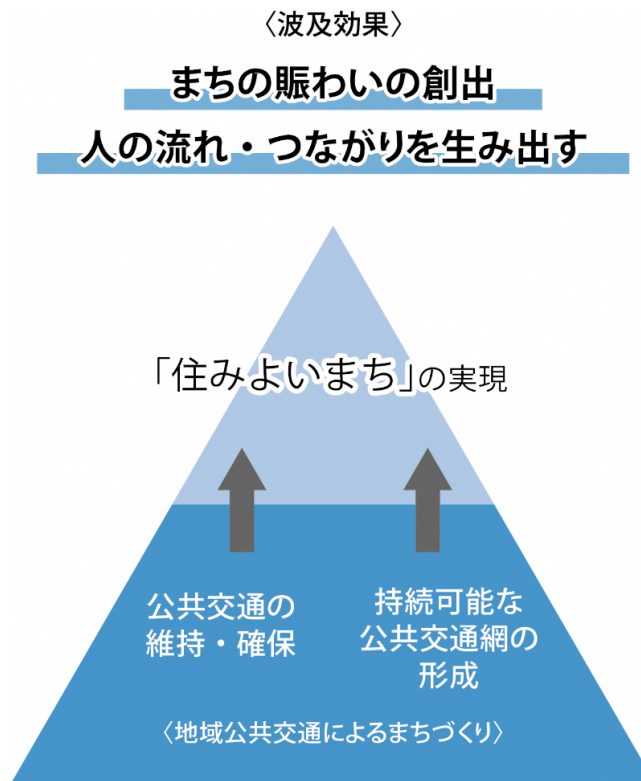 〈波及効果〉
まちの賑わいの創出
人の流れ・つながりを生み出す
「住みよいまち」の実現
公共交通の
維持・確保
持続可能な
公共交通網の
形成
〈地域公共交通によるまちづくり〉